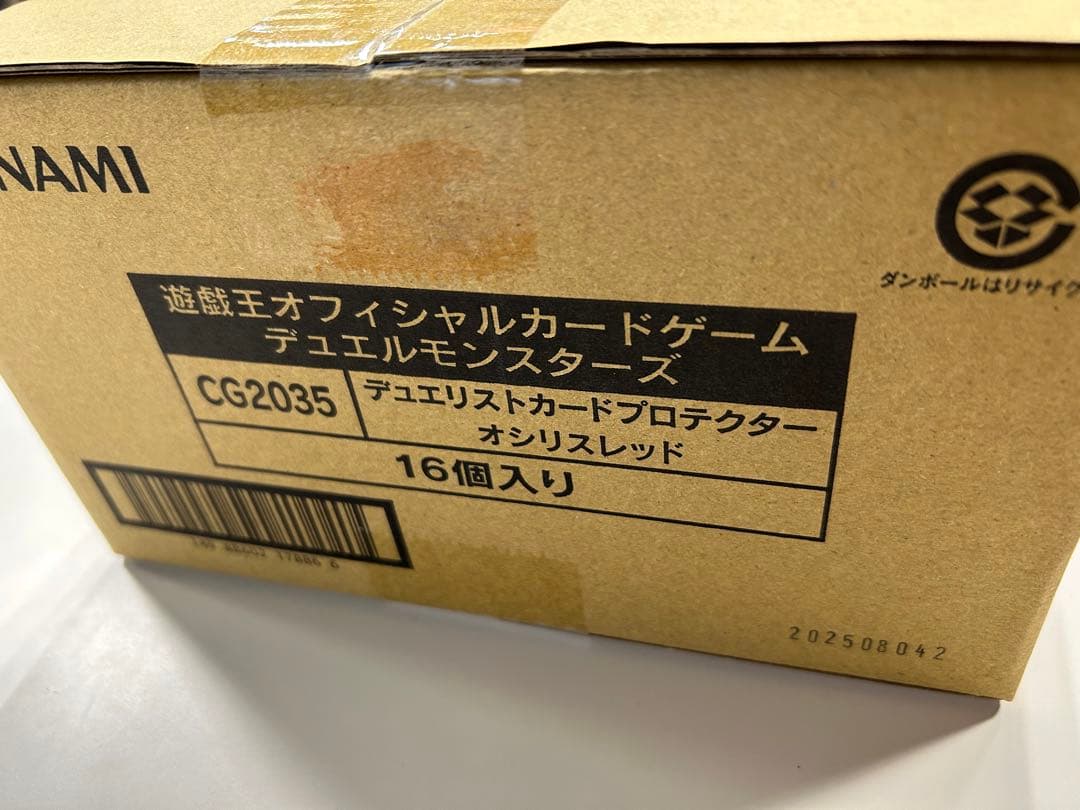 NAMI
ダンボールはリサイク
遊戯王オフィシャルカードゲーム
デュエルモンスターズ
CG2035
デュエリストカードプロテクター
オシリスレッド
16個入り
202508042